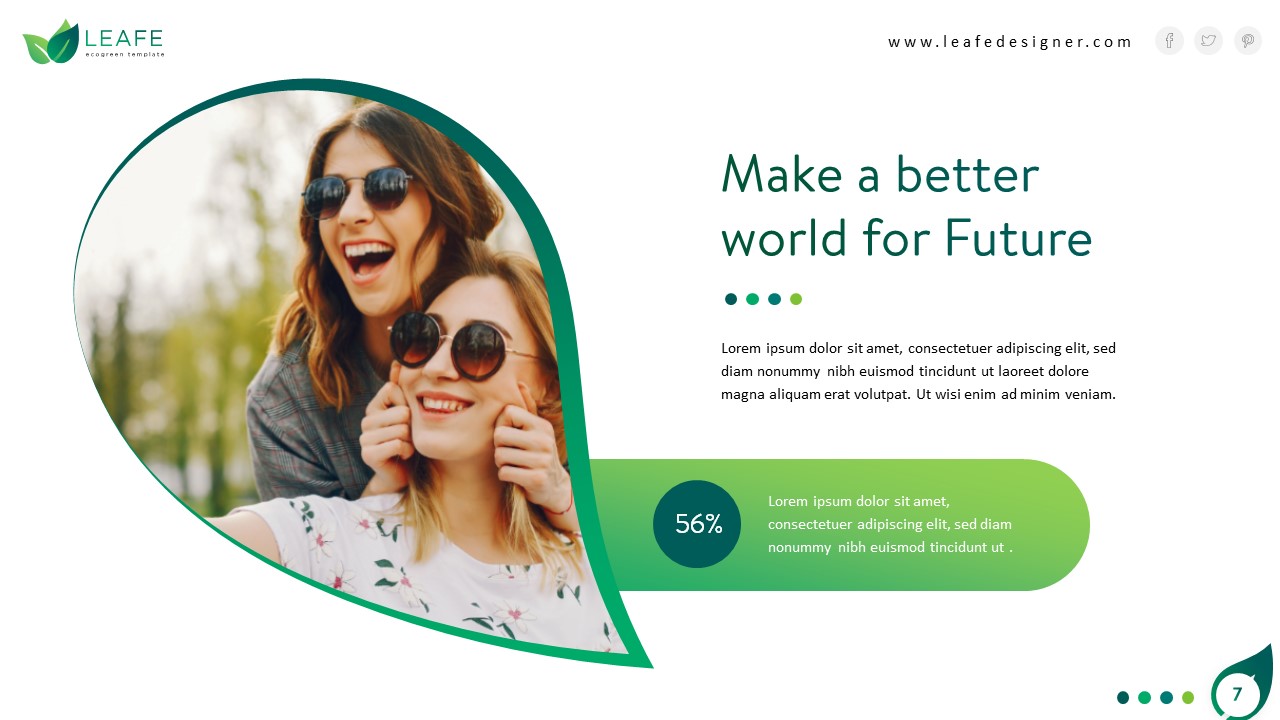 LEAFE
ecogreen template
www.leafedesigner.com
Make a better
world for Future
Lorem ipsum dolor sit amet, consectetuer adipiscing elit, sed
diam nonummy nibh euismod tincidunt ut laoreet dolore
magna aliquam erat volutpat. Ut wisi enim ad minim veniam.
56%
Lorem ipsum dolor sit amet,
consectetuer adipiscing elit, sed diam
nonummy nibh euismod tincidunt ut .
7